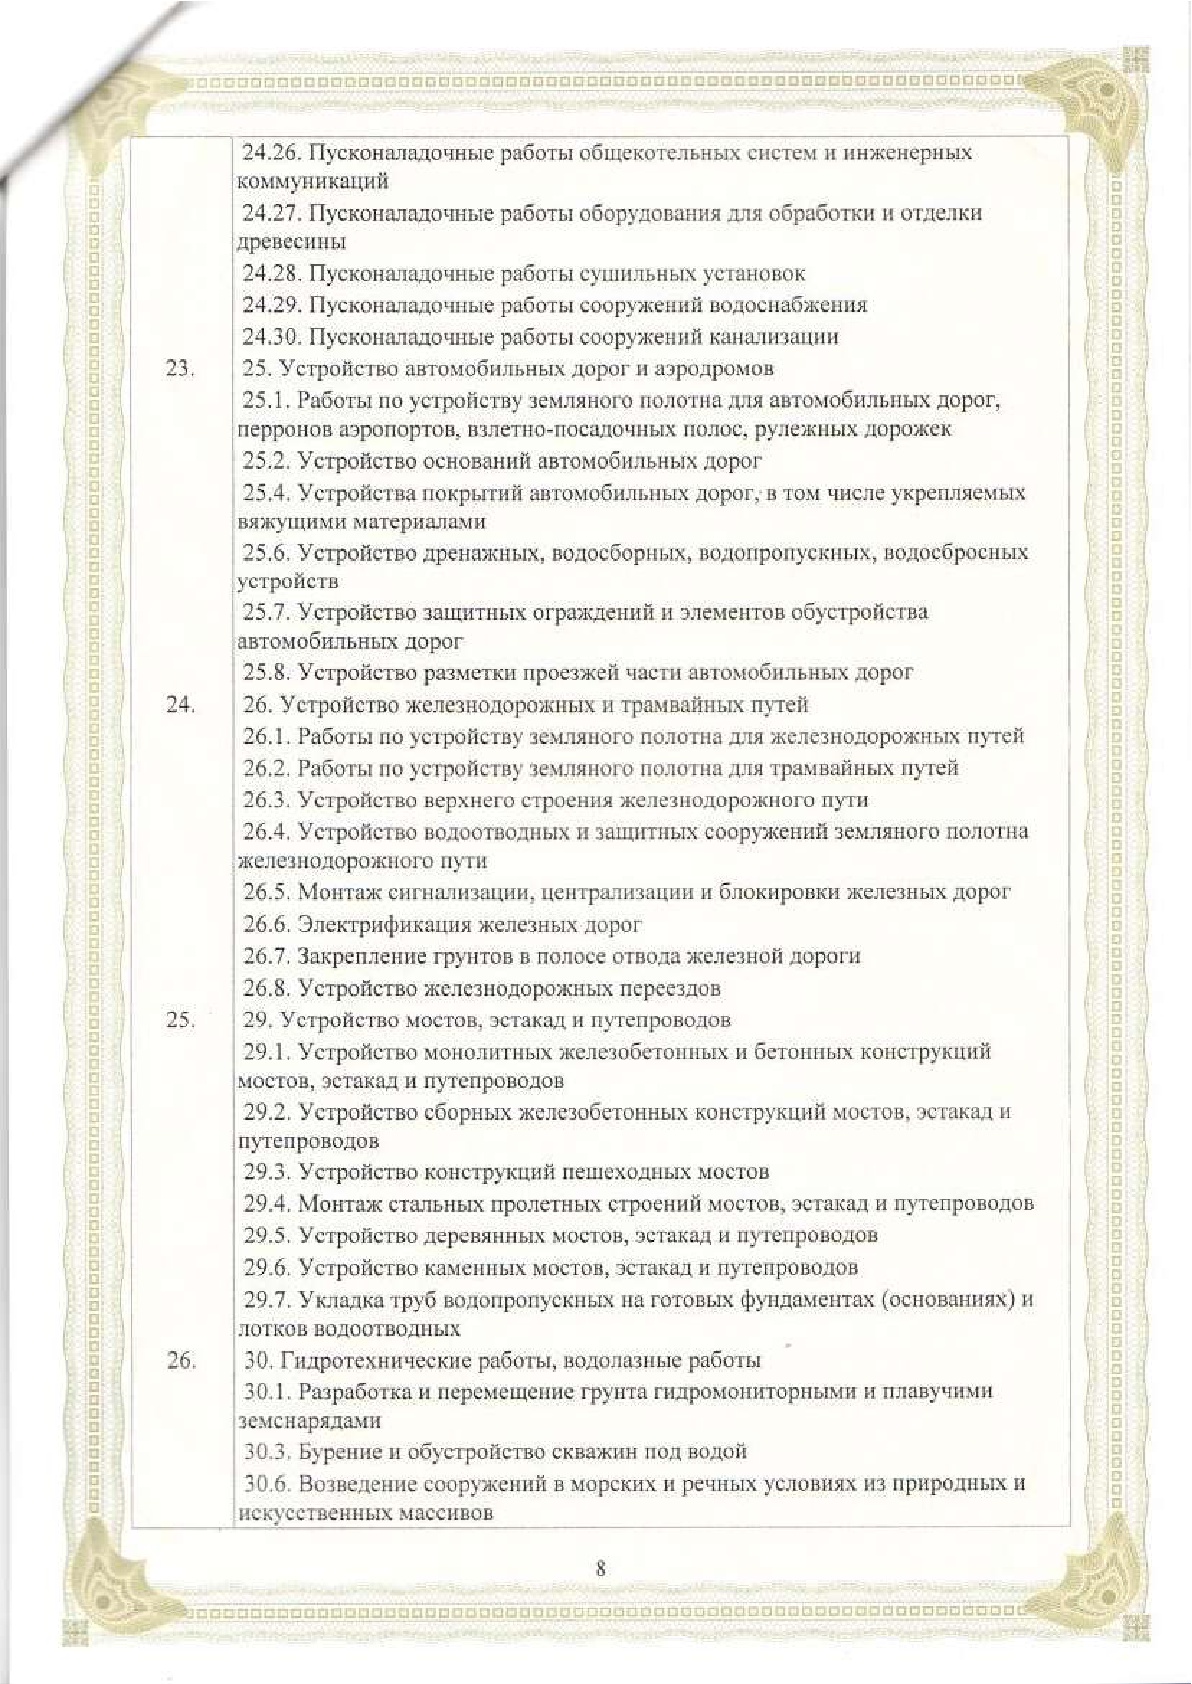 24.26. Пусконаладочные работы общекотельных систем и инженерных
коммуникаций
24.27. Пусконаладочные работы оборудования для обработки и отделки
древесины
24.28. Пусконаладочные работы сушильных установок
24.29. Пусконаладочные работы сооружений водоснабжения
24.30. Пусконаладочные работы сооружений канализации
23. 25. Устройство автомобильных дорог и аэродромов
25.1. Работы по устройству земляного полотна для автомобильных дорог,
перронов аэропортов, взлетно-посадочных полос, рулежных дорожек
25.2. Устройство оснований автомобильных дорог
25.4. Устройства покрытий автомобильных дорог, в том числе укрепляемых
вяжущими материалами
25.6. Устройство дренажных, водосборных, водопропускных, водосбросных
устройств
25.7. Устройство защитных ограждений и элементов обустройства
автомобильных дорог
25.8. Устройство разметки проезжей части автомобильных дорог
24. 26. Устройство железнодорожных и трамвайных путей
26.1. Работы по устройству земляного полотна для железнодорожных путей
26.2. Работы по устройству земляного полотна для трамвайных путей
26.3. Устройство верхнего строения железнодорожного пути
26.4. Устройство водоотводных и защитных сооружений земляного полотна
железнодорожного пути
26.5. Монтаж сигнализации, централизации и блокировки железных дорог
26.6. Электрификация железных дорог
26.7. Закрепление грунтов в полосе отвода железной дороги
26.8. Устройство железнодорожных переездов
25. 29. Устройство мостов, эстакад и путепроводов
29.1. Устройство монолитных железобетонных и бетонных конструкций
мостов, эстакад и путепроводов
29.2. Устройство сборных железобетонных конструкций мостов, эстакад и
путепроводов
29.3. Устройство конструкций пешеходных мостов
29.4. Монтаж стальных пролетных строений мостов, эстакад и путепроводов
29.5. Устройство деревянных мостов, эстакад и путепроводов
29.6. Устройство каменных мостов, эстакад и путепроводов
29.7. Укладка труб водопропускных на готовых фундаментах (основаниях) и
лотков водоотводных
26. 30. Гидротехнические работы, водолазные работы
30.1. Разработка и перемещение грунта гидромониторными и плавучими
земснарядами
30.3. Бурение и обустройство скважин под водой
30.6. Возведение сооружений в морских и речных условиях из природных и
искусственных массивов
8